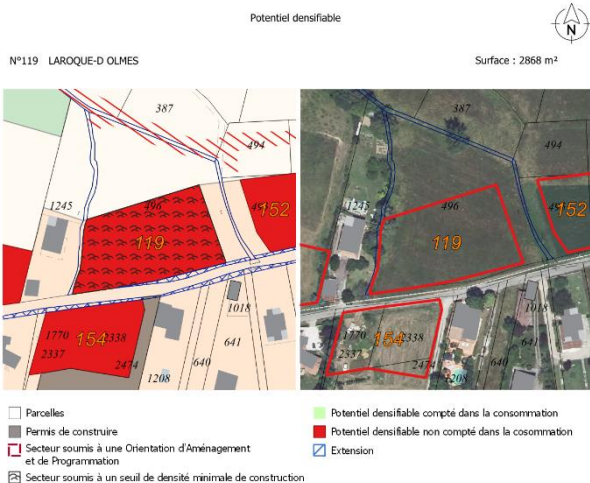 Potentiel densifiable
N
N°119 LAROQUE-D OLMES
Surface : 2868 m²
387
494
1245
496
152
119
1018
1770
154
2338
2337
2474
640
641
1208
387
494
1245
496
152
119
1018
1770
154
2338
2337
2474
640
641
1208
Parcelles
Permis de construire
Secteur soumis à une Orientation d'Aménagement
et de Programmation
Secteur soumis à un seuil de densité minimale de construction
Potentiel densifiable compté dans la consommation
Potentiel densifiable non compté dans la cosommation
Extension